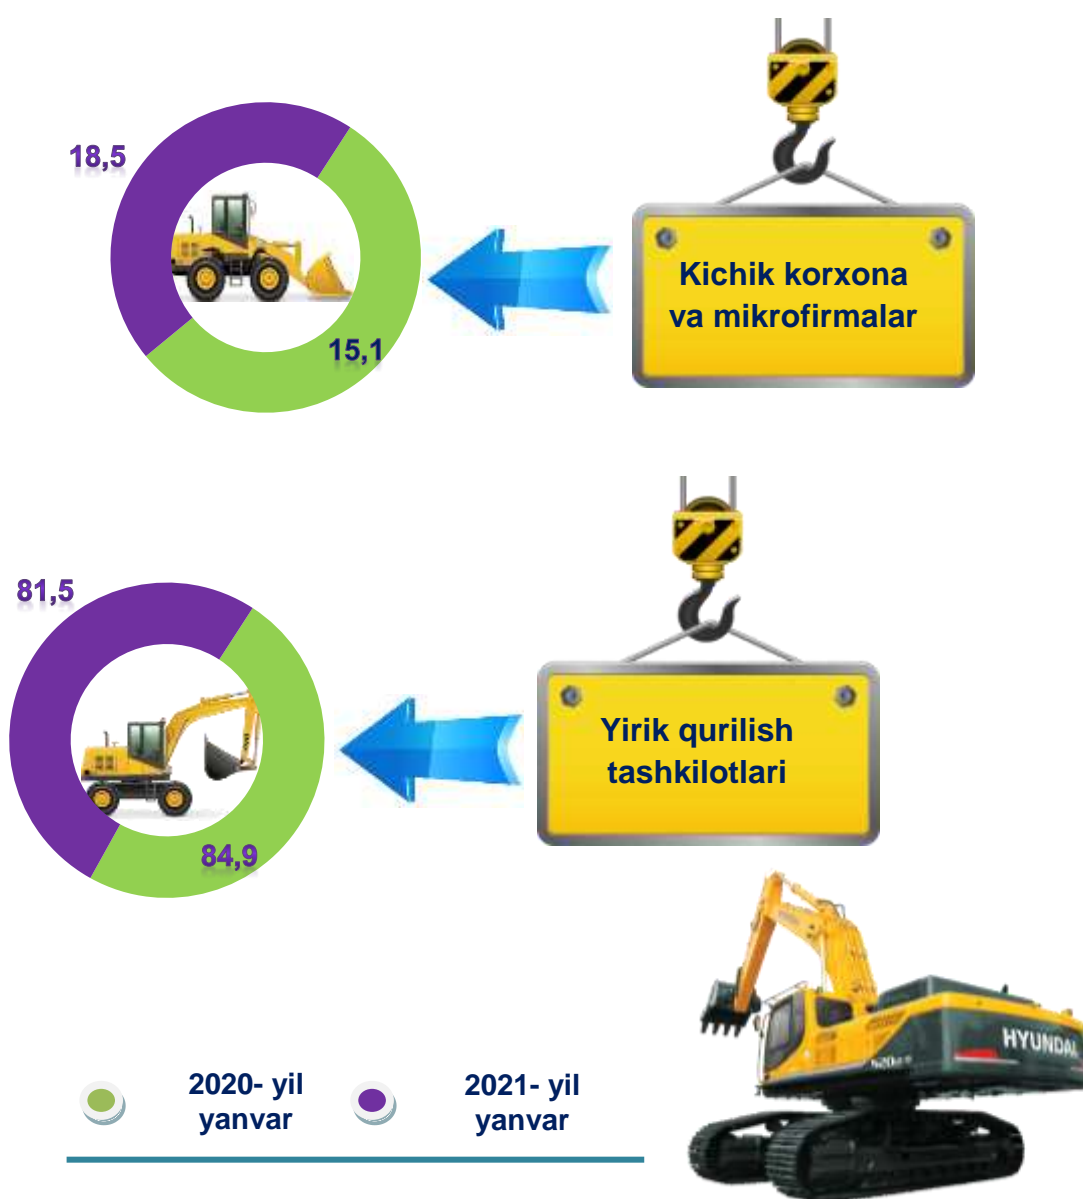 18,5
15,1
Kichik korxona
va mikrofirmalar
81,5
84,9
Yirik qurilish
tashkilotlari
HYUNDAI
2020- yil
yanvar
2021- yil
yanvar